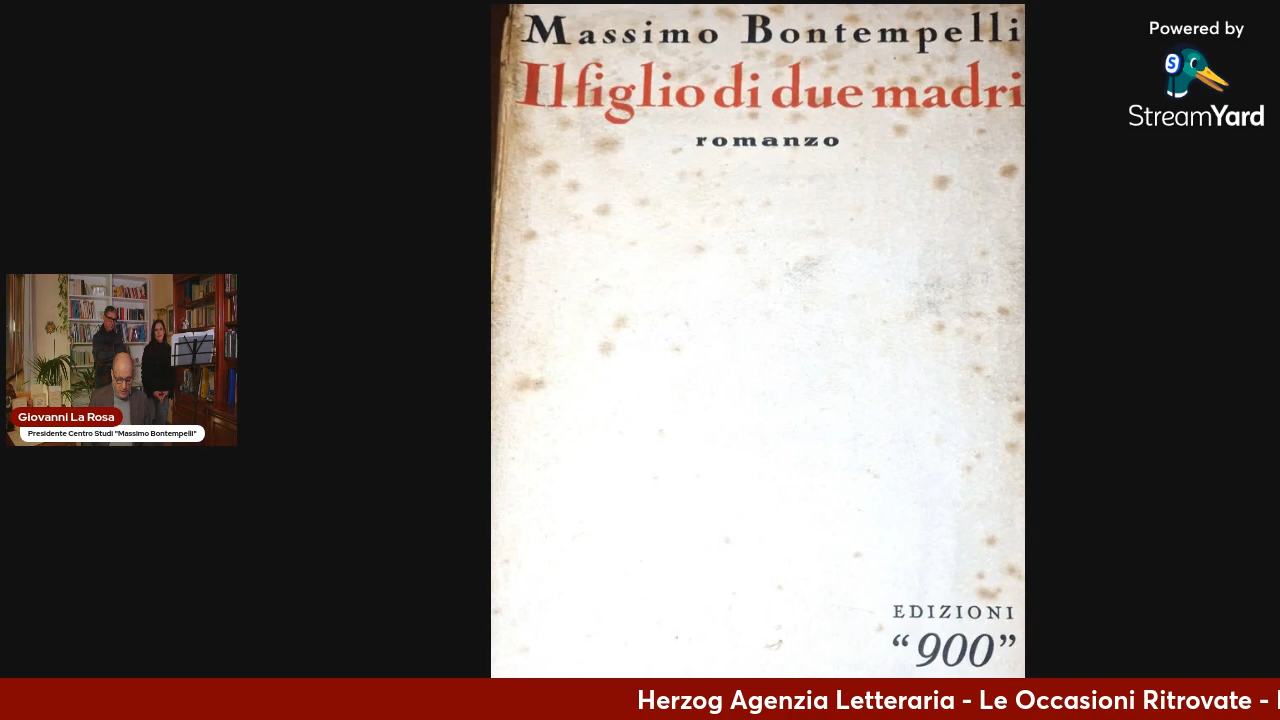 Massimo Bontempelli
Il figlio di due madri
romanzo
EDIZIONI
"900"
Powered by
S
StreamYard
Giovanni La Rosa
Presidente Centro Studi "Massimo Bontempelli"
Herzog Agenzia Letteraria - Le Occasioni Ritrovate -